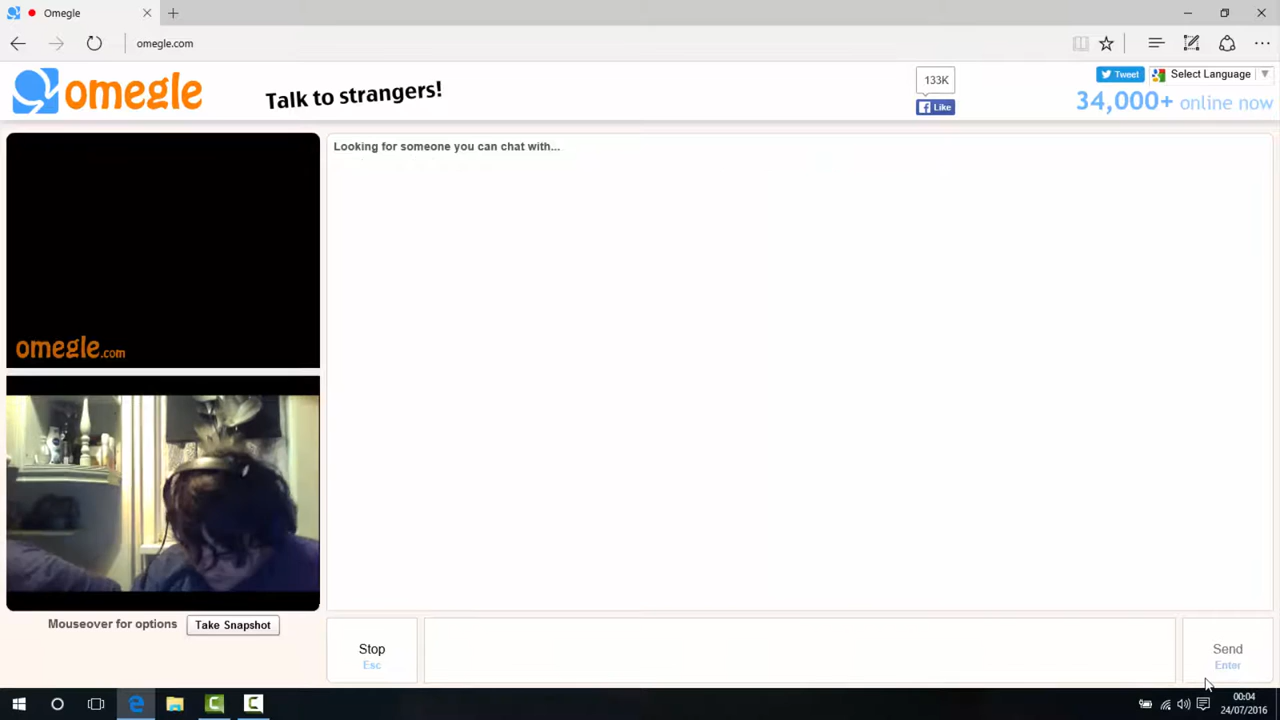 Omegle
omegle.com
omegle
Talk to strangers!
133K
Like
Tweet
Select Language
34,000+ online now
Looking for someone you can chat with...
omegle.com
Mouseover for options
Take Snapshot
Stop
Esc
Send
Enter
00:04
24/07/2016